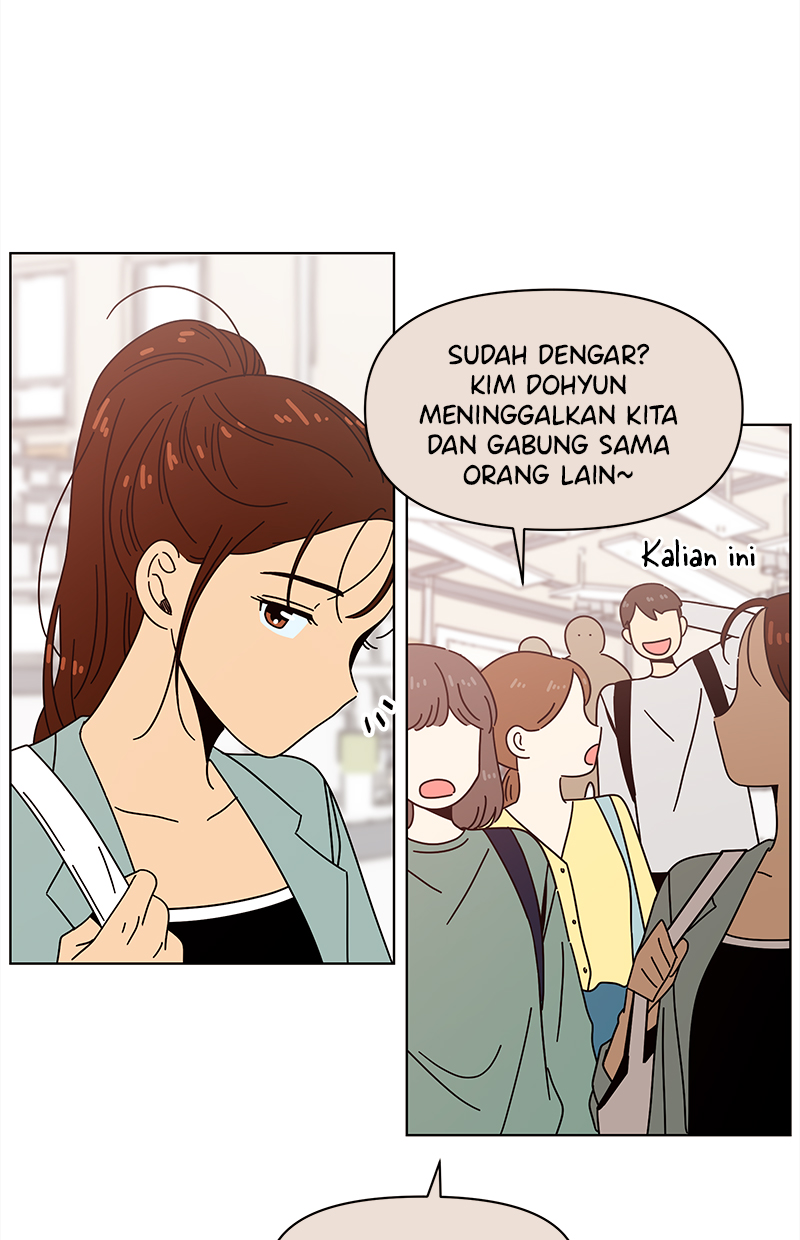 SUDAH DENGAR?
KIM DOHYUN
MENINGGALKAN KITA
DAN GABUNG SAMA
ORANG LAIN~
Kalian ini